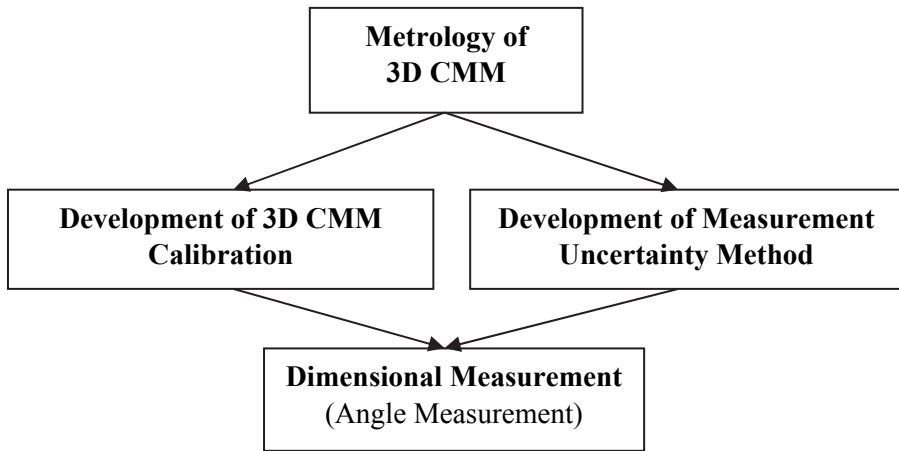 Metrology of
3D CMM
Development of 3D CMM
Calibration
Development of Measurement
Uncertainty Method
Dimensional Measurement
(Angle Measurement)